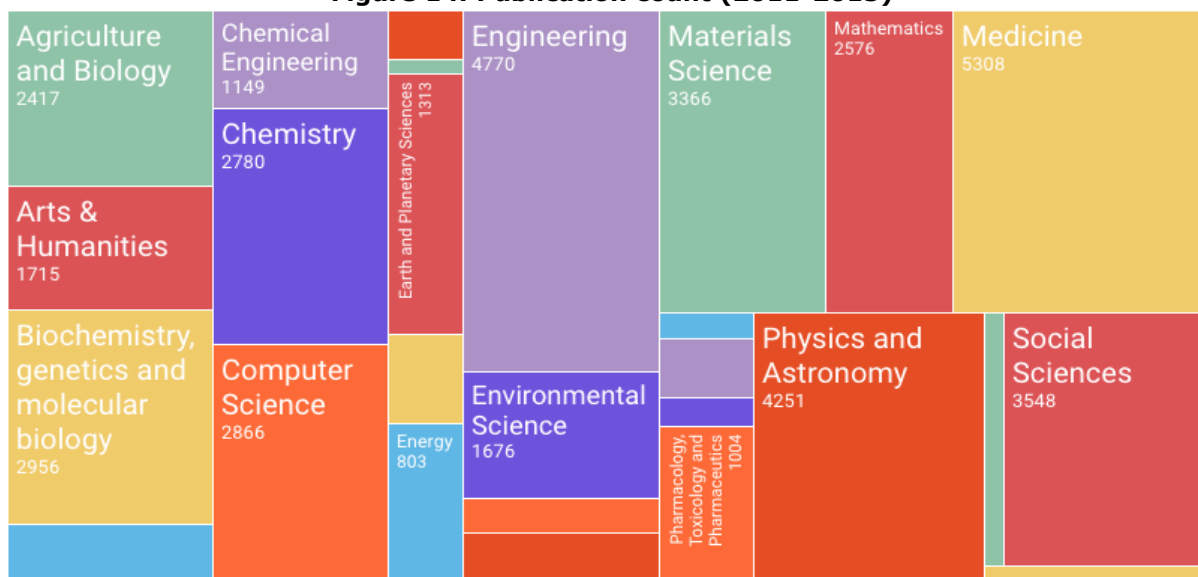 Agriculture
and Biology
2417
Arts &
Humanities
1715
Biochemistry,
genetics and
molecular
biology
2956
Chemical
Engineering
1149
Chemistry
2780
Computer
Science
2866
Earth and Planetary Sciences
1313
Energy
803
Engineering
4770
Environmental
Science
1676
Materials
Science
3366
Mathematics
2576
Medicine
5308
Pharmacology,
Toxicology and
Pharmaceutics
1004
Physics and
Astronomy
4251
Social
Sciences
3548